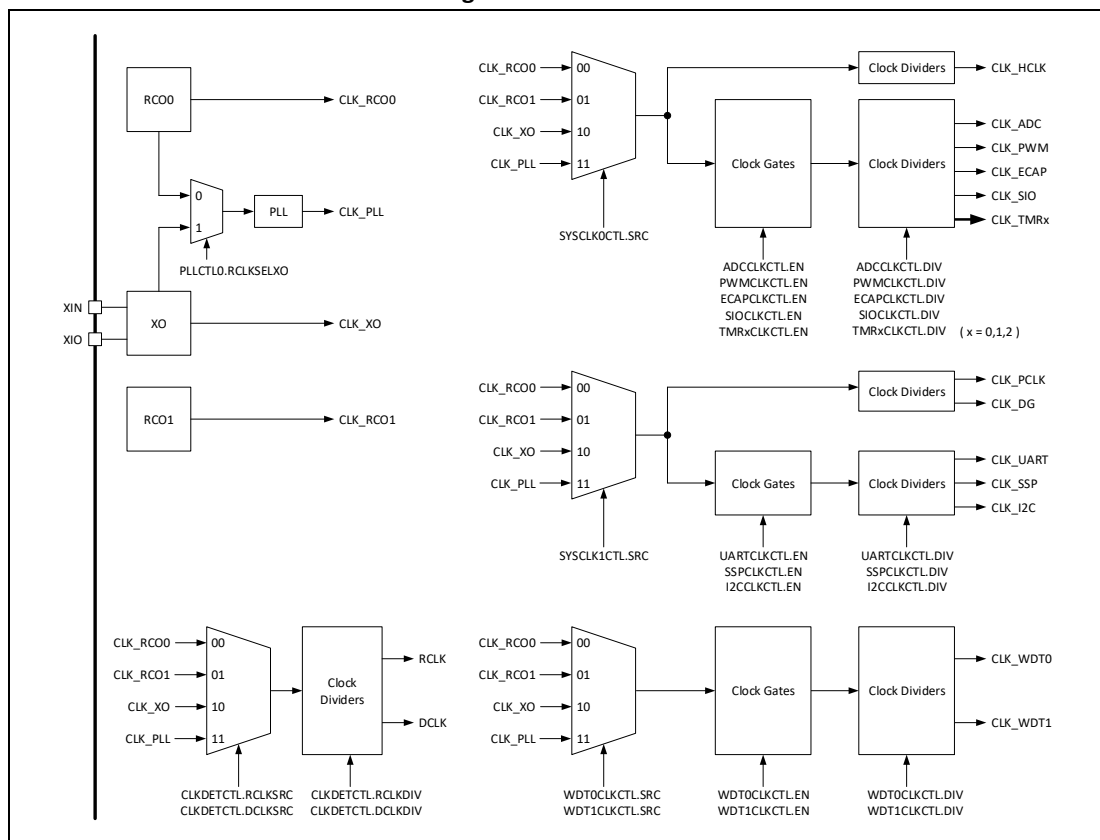 RCO0
CLK_RCO0
0
1
PLL
CLK_PLL
PLLCTL0.RCLKSELXO
XIN
XIO
XO
CLK_XO
RCO1
CLK_RCO1
CLK_RCO0
00
CLK_RCO1
01
CLK_XO
10
CLK_PLL
11
SYSCLK0CTL.SRC
Clock Dividers
CLK_HCLK
Clock Gates
Clock Dividers
CLK_ADC
CLK_PWM
CLK_ECAP
CLK_SIO
CLK_TMRx
ADCCLKCTL.EN
PWMCLKCTL.EN
ECAPCLKCTL.EN
SIOCLKCTL.EN
TMRxCLKCTL.EN
ADCCLKCTL.DIV
PWMCLKCTL.DIV
ECAPCLKCTL.DIV
SIOCLKCTL.DIV
TMRxCLKCTL.DIV ( x = 0,1,2 )
CLK_RCO0
00
CLK_RCO1
01
CLK_XO
10
CLK_PLL
11
SYSCLK1CTL.SRC
Clock Dividers
CLK_PCLK
CLK_DG
Clock Gates
Clock Dividers
CLK_UART
CLK_SSP
CLK_I2C
UARTCLKCTL.EN
SSPCLKCTL.EN
I2CCLKCTL.EN
UARTCLKCTL.DIV
SSPCLKCTL.DIV
I2CCLKCTL.DIV
CLK_RCO0
00
CLK_RCO1
01
CLK_XO
10
CLK_PLL
11
Clock
Dividers
RCLK
DCLK
CLKDETCTL.RCLKSRC
CLKDETCTL.DCLKSRC
CLKDETCTL.RCLKDIV
CLKDETCTL.DCLKDIV
CLK_RCO0
00
CLK_RCO1
01
CLK_XO
10
CLK_PLL
11
Clock Gates
Clock Dividers
CLK_WDT0
CLK_WDT1
WDT0CLKCTL.SRC
WDT1CLKCTL.SRC
WDT0CLKCTL.EN
WDT1CLKCTL.EN
WDT0CLKCTL.DIV
WDT1CLKCTL.DIV